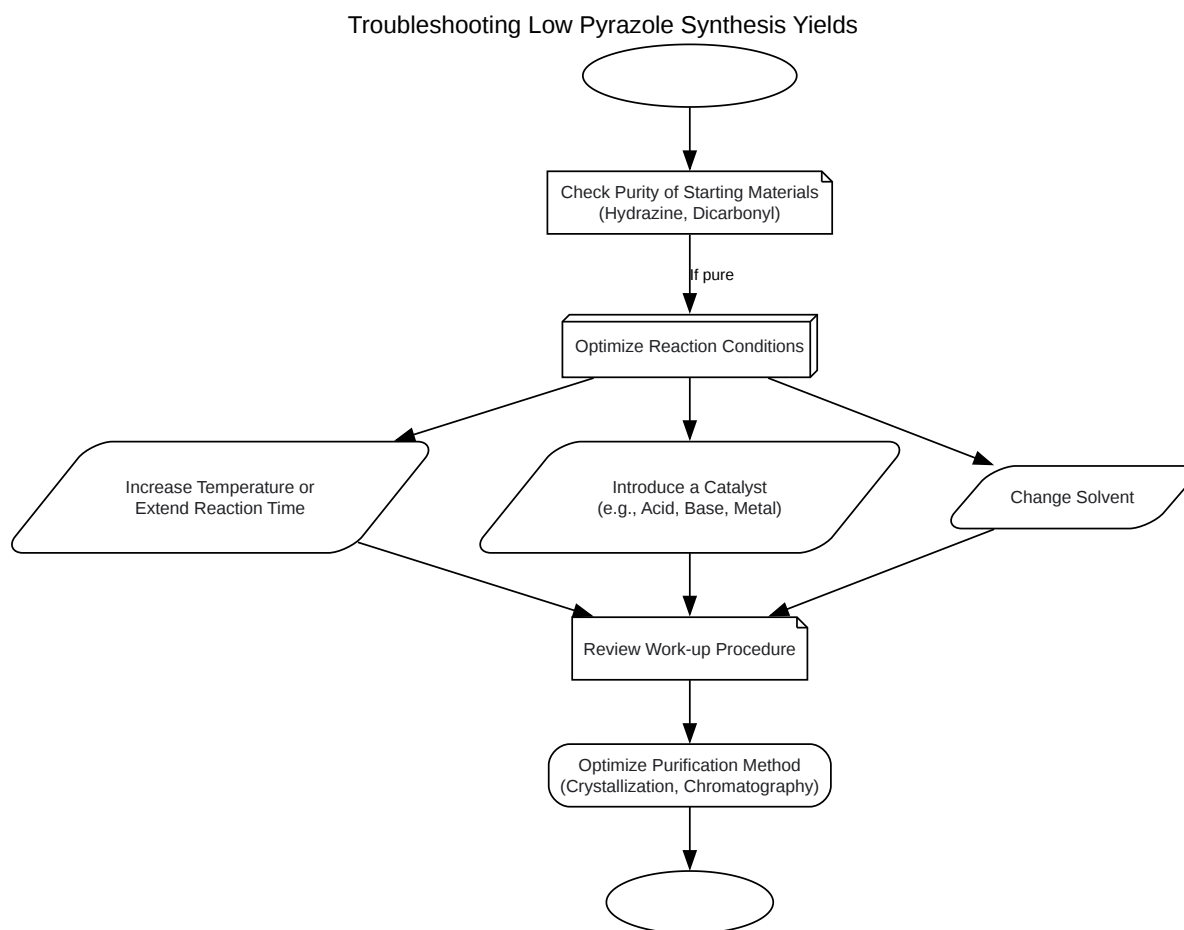 Troubleshooting Low Pyrazole Synthesis Yields
Check Purity of Starting Materials
(Hydrazine, Dicarbonyl)
If pure
Optimize Reaction Conditions
Increase Temperature or
Extend Reaction Time
Introduce a Catalyst
(e.g., Acid, Base, Metal)
Change Solvent
Review Work-up Procedure
Optimize Purification Method
(Crystallization, Chromatography)